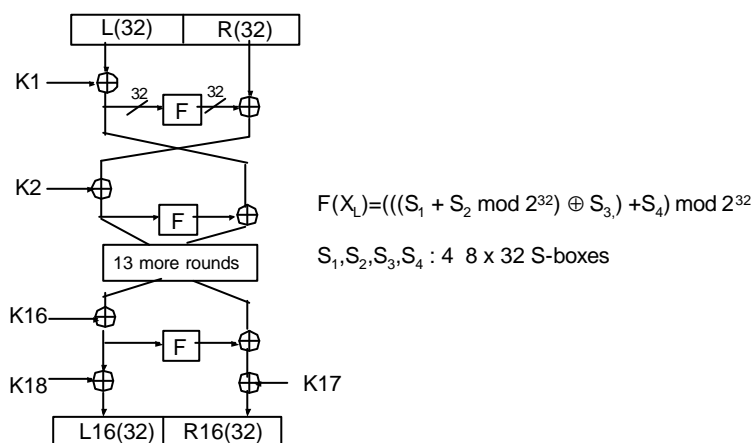 L(32) R(32)
K1
32 32
F
K2
F
F(X_L)=(((S_1 + S_2 mod 2^32) ⊕ S_3,) +S_4) mod 2^32
13 more rounds
S_1,S_2,S_3,S_4 : 4 8 x 32 S-boxes
K16
F
K18
K17
L16(32) R16(32)